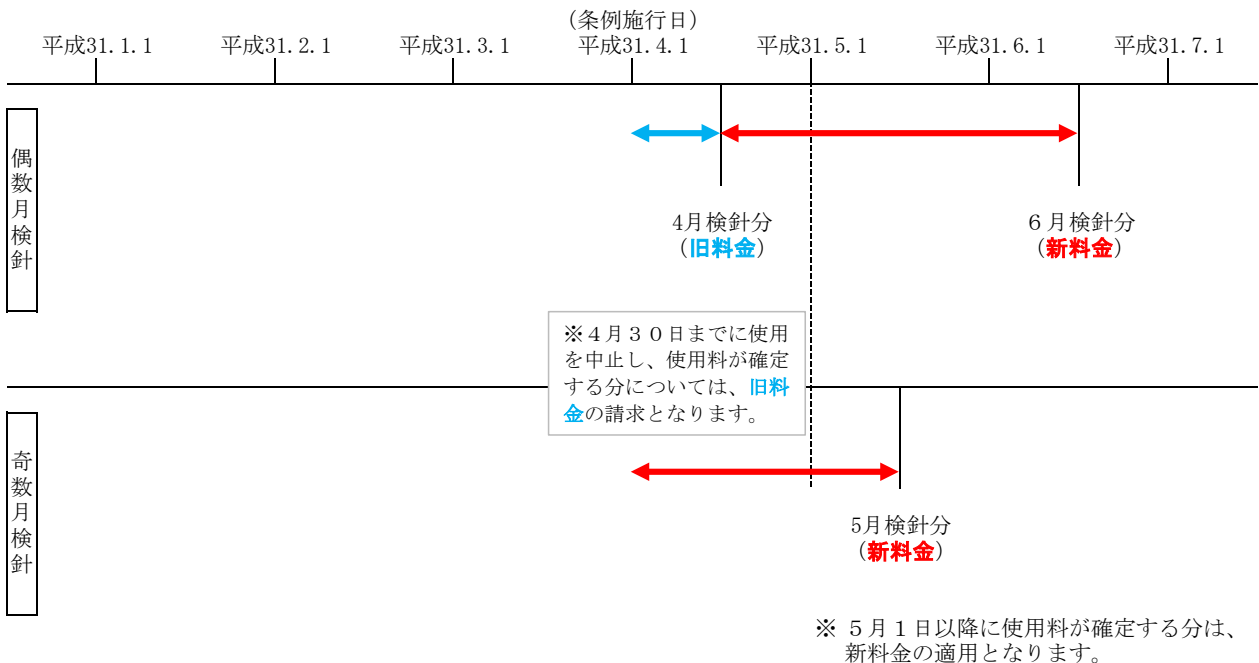 （条例施行日）
平成31.1.1 平成31.2.1 平成31.3.1 平成31.4.1 平成31.5.1 平成31.6.1 平成31.7.1
偶数月検針
4月検針分
（旧料金）
６月検針分
（新料金）
※４月３０日までに使用
を中止し、使用料が確定
する分については、旧料
金の請求となります。
奇数月検針
5月検針分
（新料金）
※ ５月１日以降に使用料が確定する分は、
新料金の適用となります。